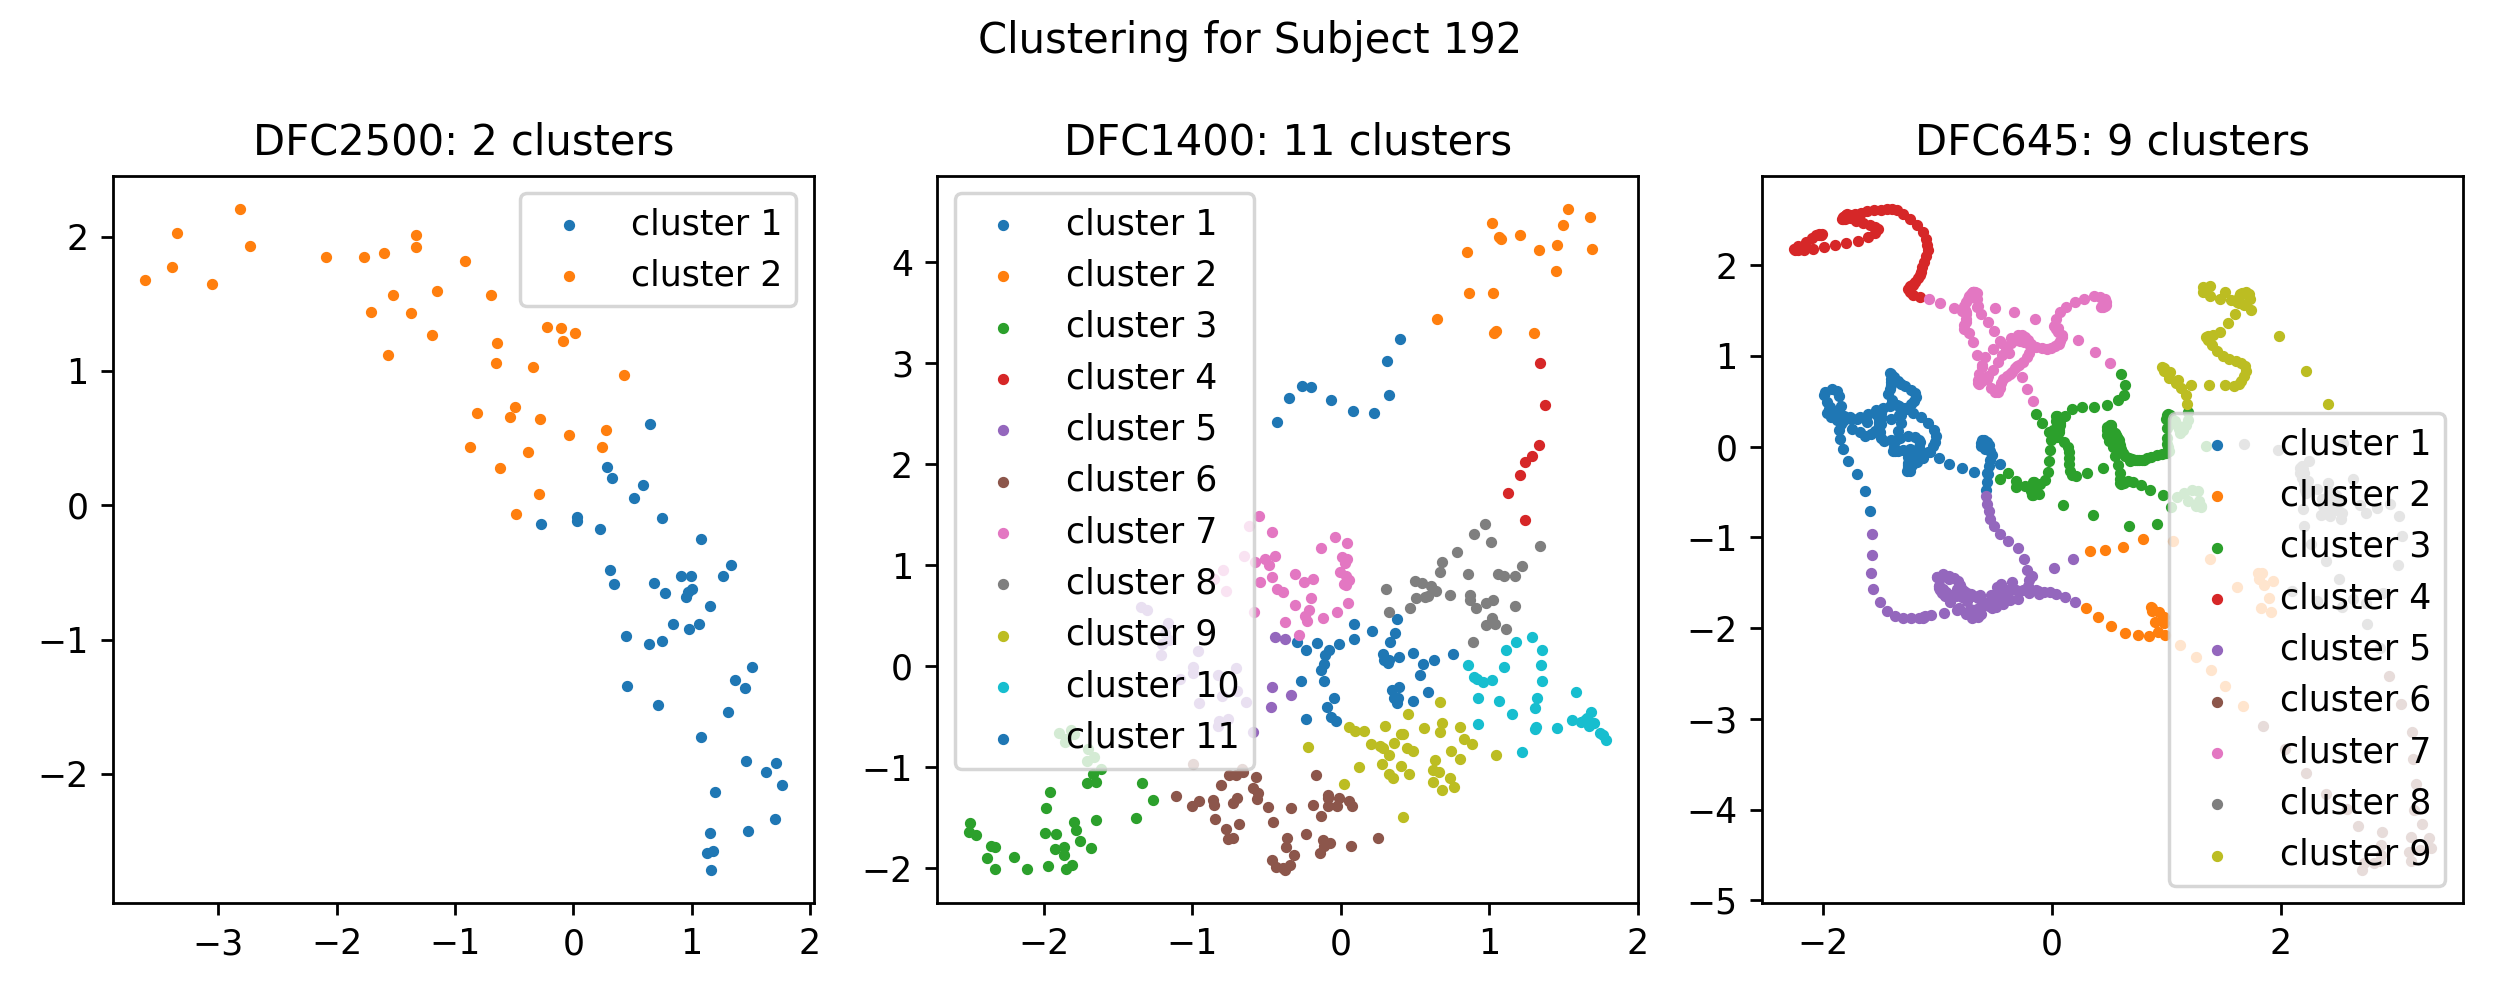 Clustering for Subject 192
DFC2500: 2 clusters
cluster 1
cluster 2
2
1
0
−1
−2
−3
−2
−1
0
1
2
DFC1400: 11 clusters
cluster 1
cluster 2
cluster 3
cluster 4
cluster 5
cluster 6
cluster 7
cluster 8
cluster 9
cluster 10
cluster 11
4
3
2
1
0
−1
−2
−2
−1
0
1
2
DFC645: 9 clusters
cluster 1
cluster 2
cluster 3
cluster 4
cluster 5
cluster 6
cluster 7
cluster 8
cluster 9
2
1
0
−1
−2
−3
−4
−5
−2
0
2